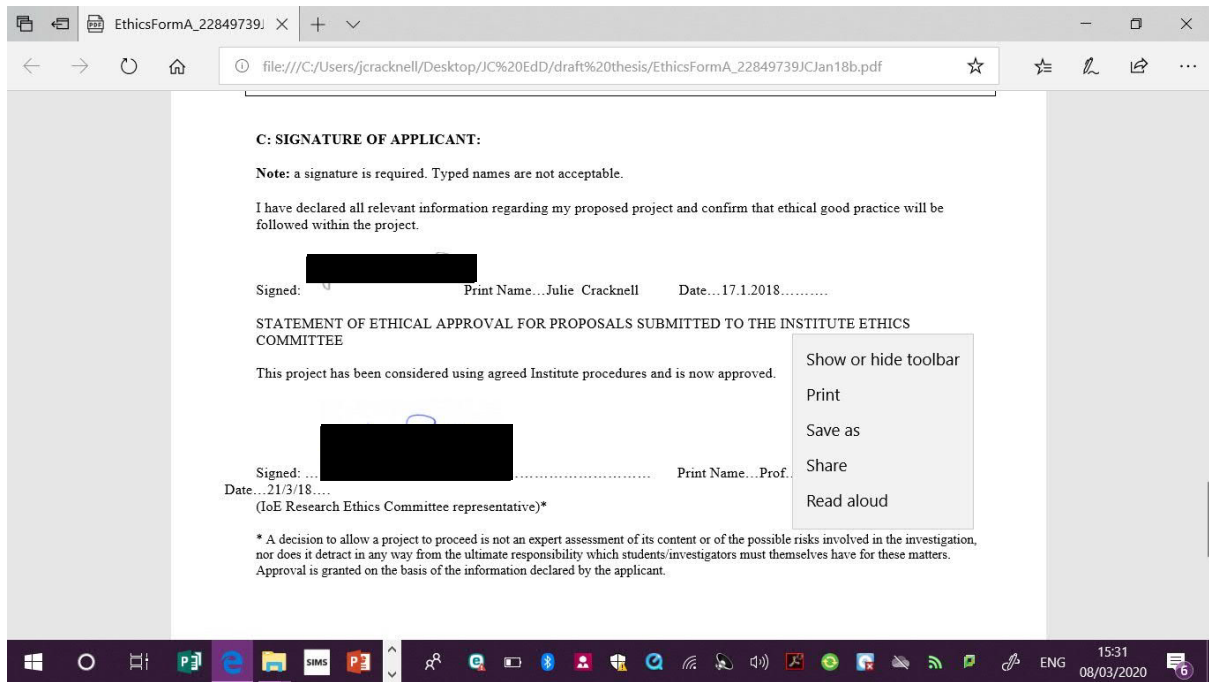 EthicsFormA_22849739J
file:///C:/Users/jcracknell/Desktop/JC%20EdD/draft%20thesis/EthicsFormA_22849739JCJan18b.pdf
C: SIGNATURE OF APPLICANT:
Note: a signature is required. Typed names are not acceptable.
I have declared all relevant information regarding my proposed project and confirm that ethical good practice will be
followed within the project.
Signed: Print Name...Julie Cracknell Date...17.1.2018..........
STATEMENT OF ETHICAL APPROVAL FOR PROPOSALS SUBMITTED TO THE INSTITUTE ETHICS
COMMITTEE
This project has been considered using agreed Institute procedures and is now approved.
Show or hide toolbar
Print
Save as
Share
Read aloud
Signed: ... .............................. Print Name...Prof..
Date...21/3/18....
(IoE Research Ethics Committee representative)*
* A decision to allow a project to proceed is not an expert assessment of its content or of the possible risks involved in the investigation,
nor does it detract in any way from the ultimate responsibility which students/investigators must themselves have for these matters.
Approval is granted on the basis of the information declared by the applicant.
SIMS
ENG
15:31
08/03/2020
6